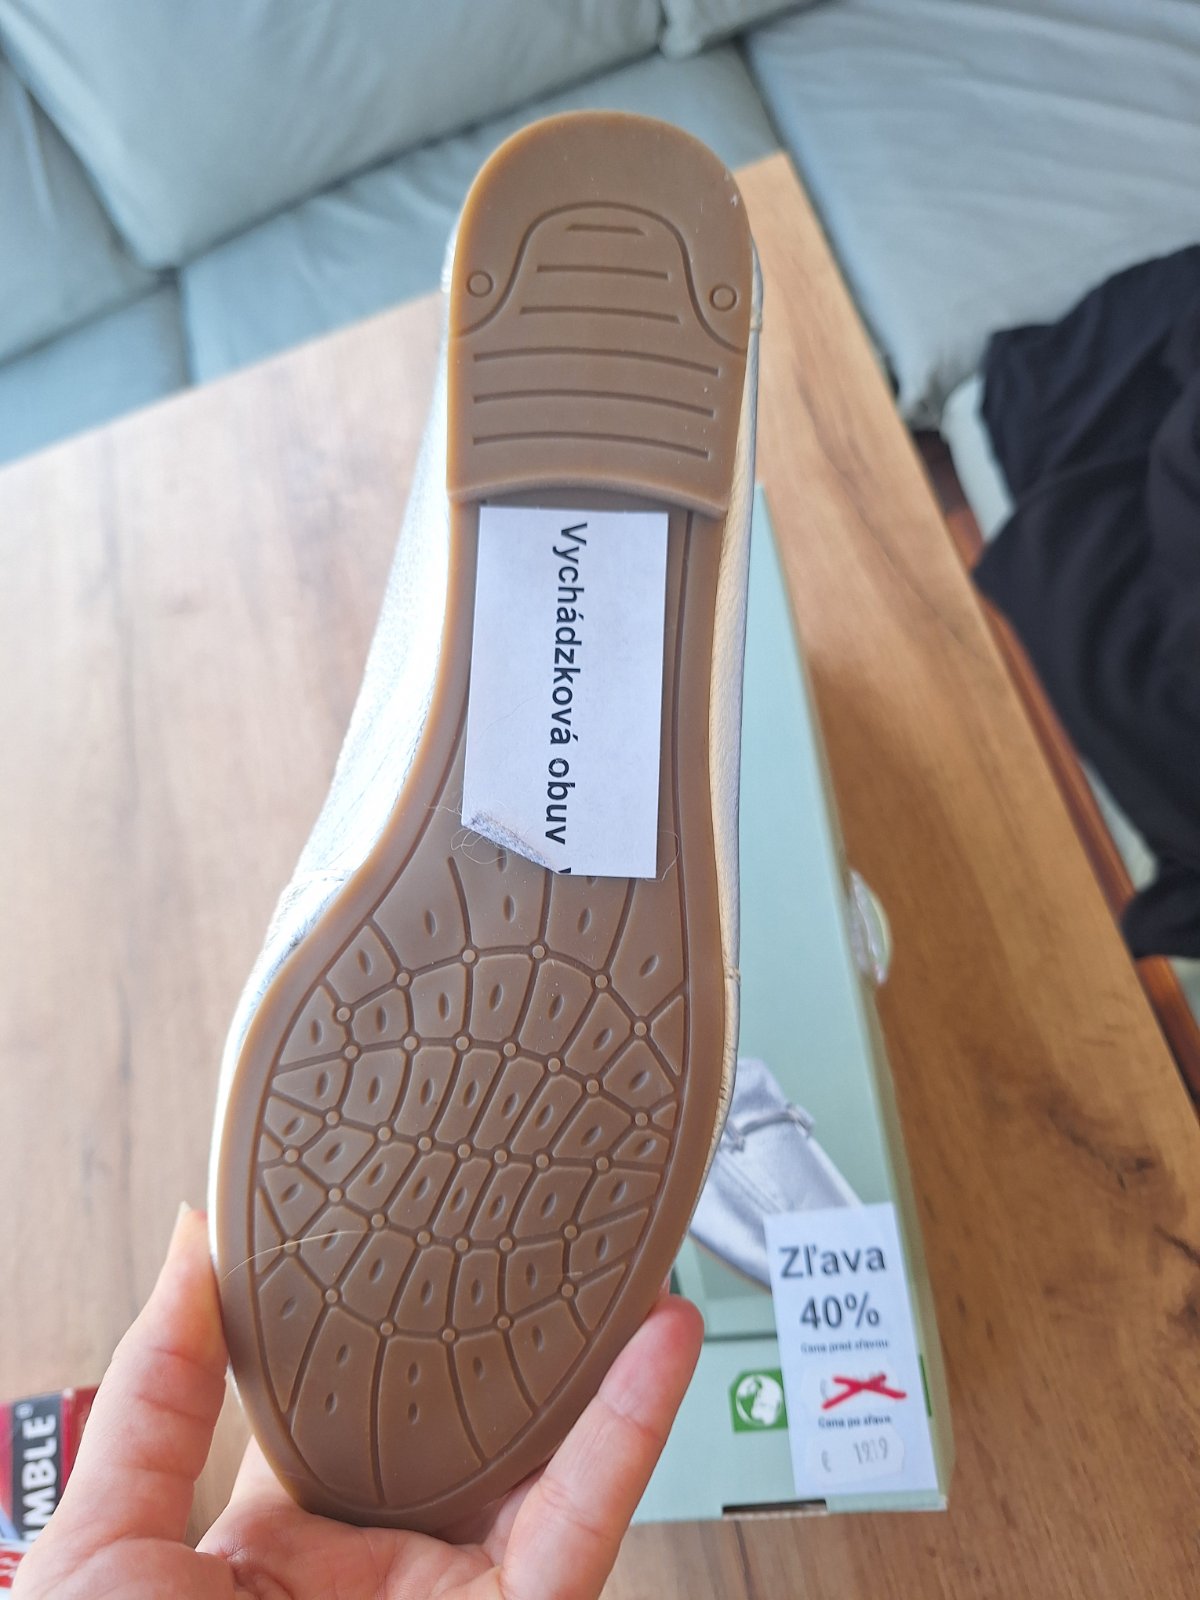 Vychádzková obuv
Zľava
40%
Cena pred zľavou
Cena po zľave
€ 19,19
MBLE®